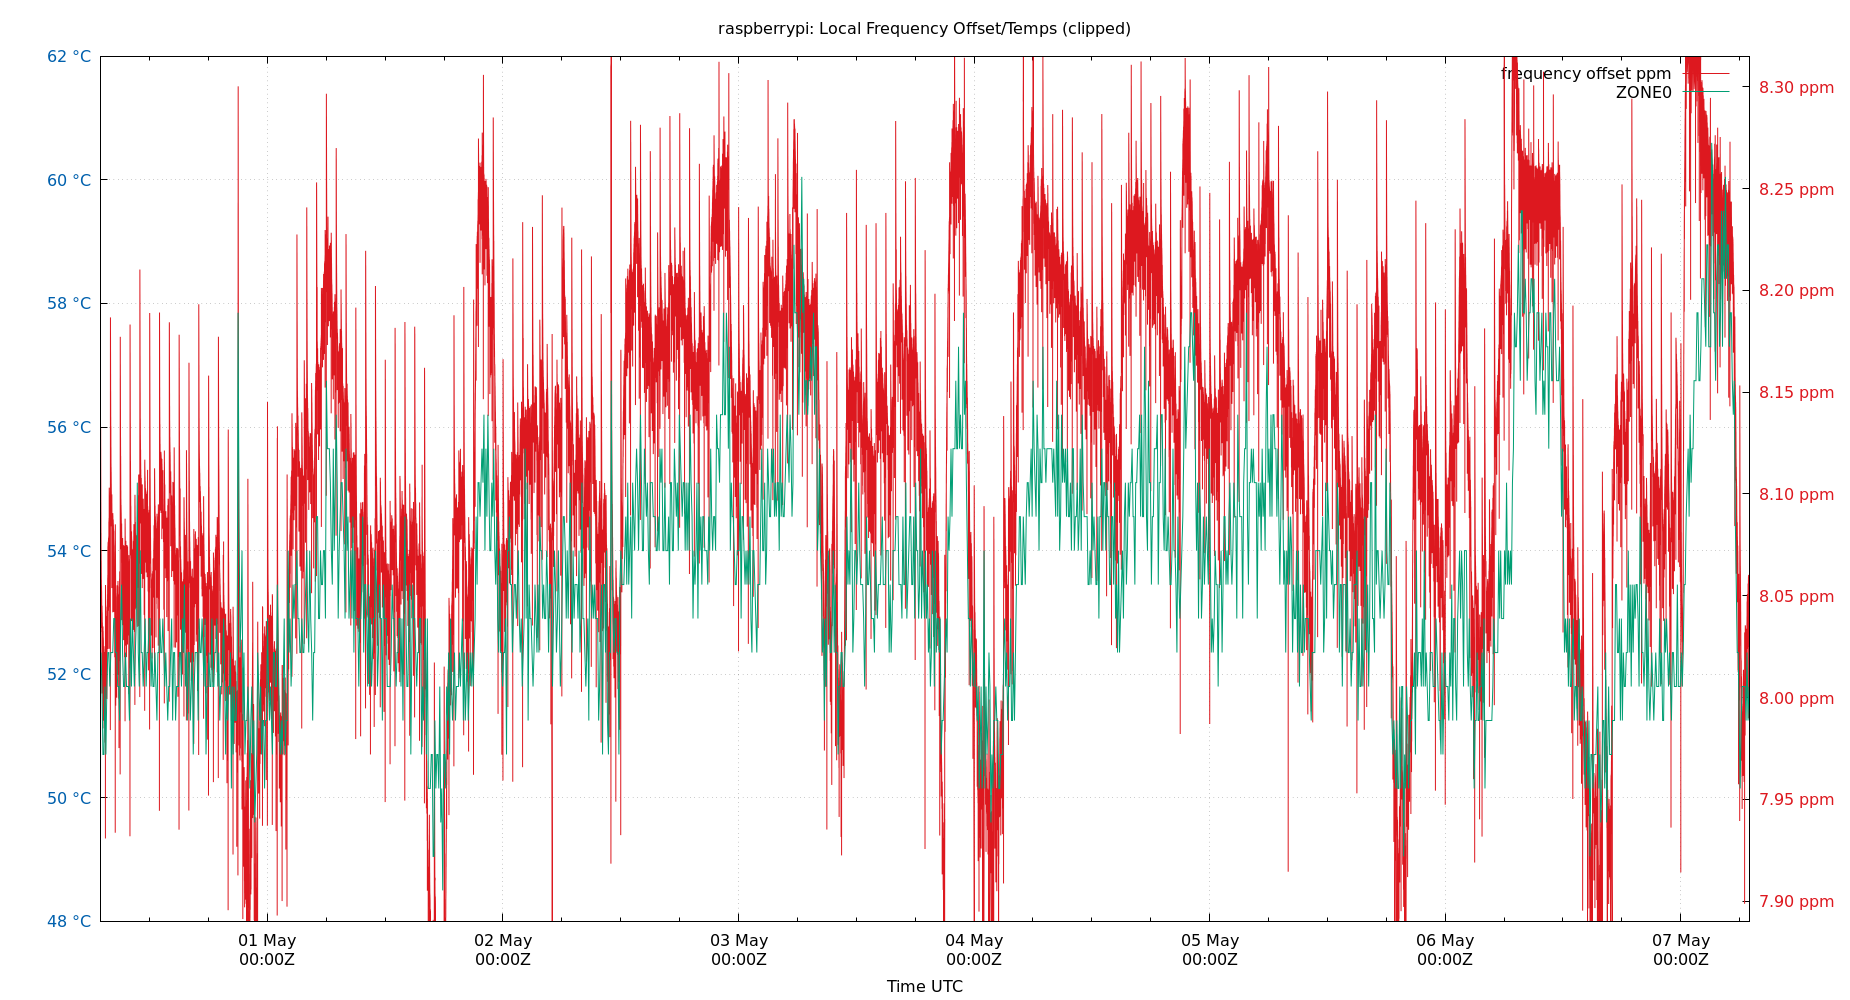 raspberrypi: Local Frequency Offset/Temps (clipped)
frequency offset ppm
ZONE0
62 °C
60 °C
58 °C
56 °C
54 °C
52 °C
50 °C
48 °C
8.30 ppm
8.25 ppm
8.20 ppm
8.15 ppm
8.10 ppm
8.05 ppm
8.00 ppm
7.95 ppm
7.90 ppm
01 May 02 May 03 May 04 May 05 May 06 May 07 May
00:00Z 00:00Z 00:00Z 00:00Z 00:00Z 00:00Z 00:00Z
Time UTC